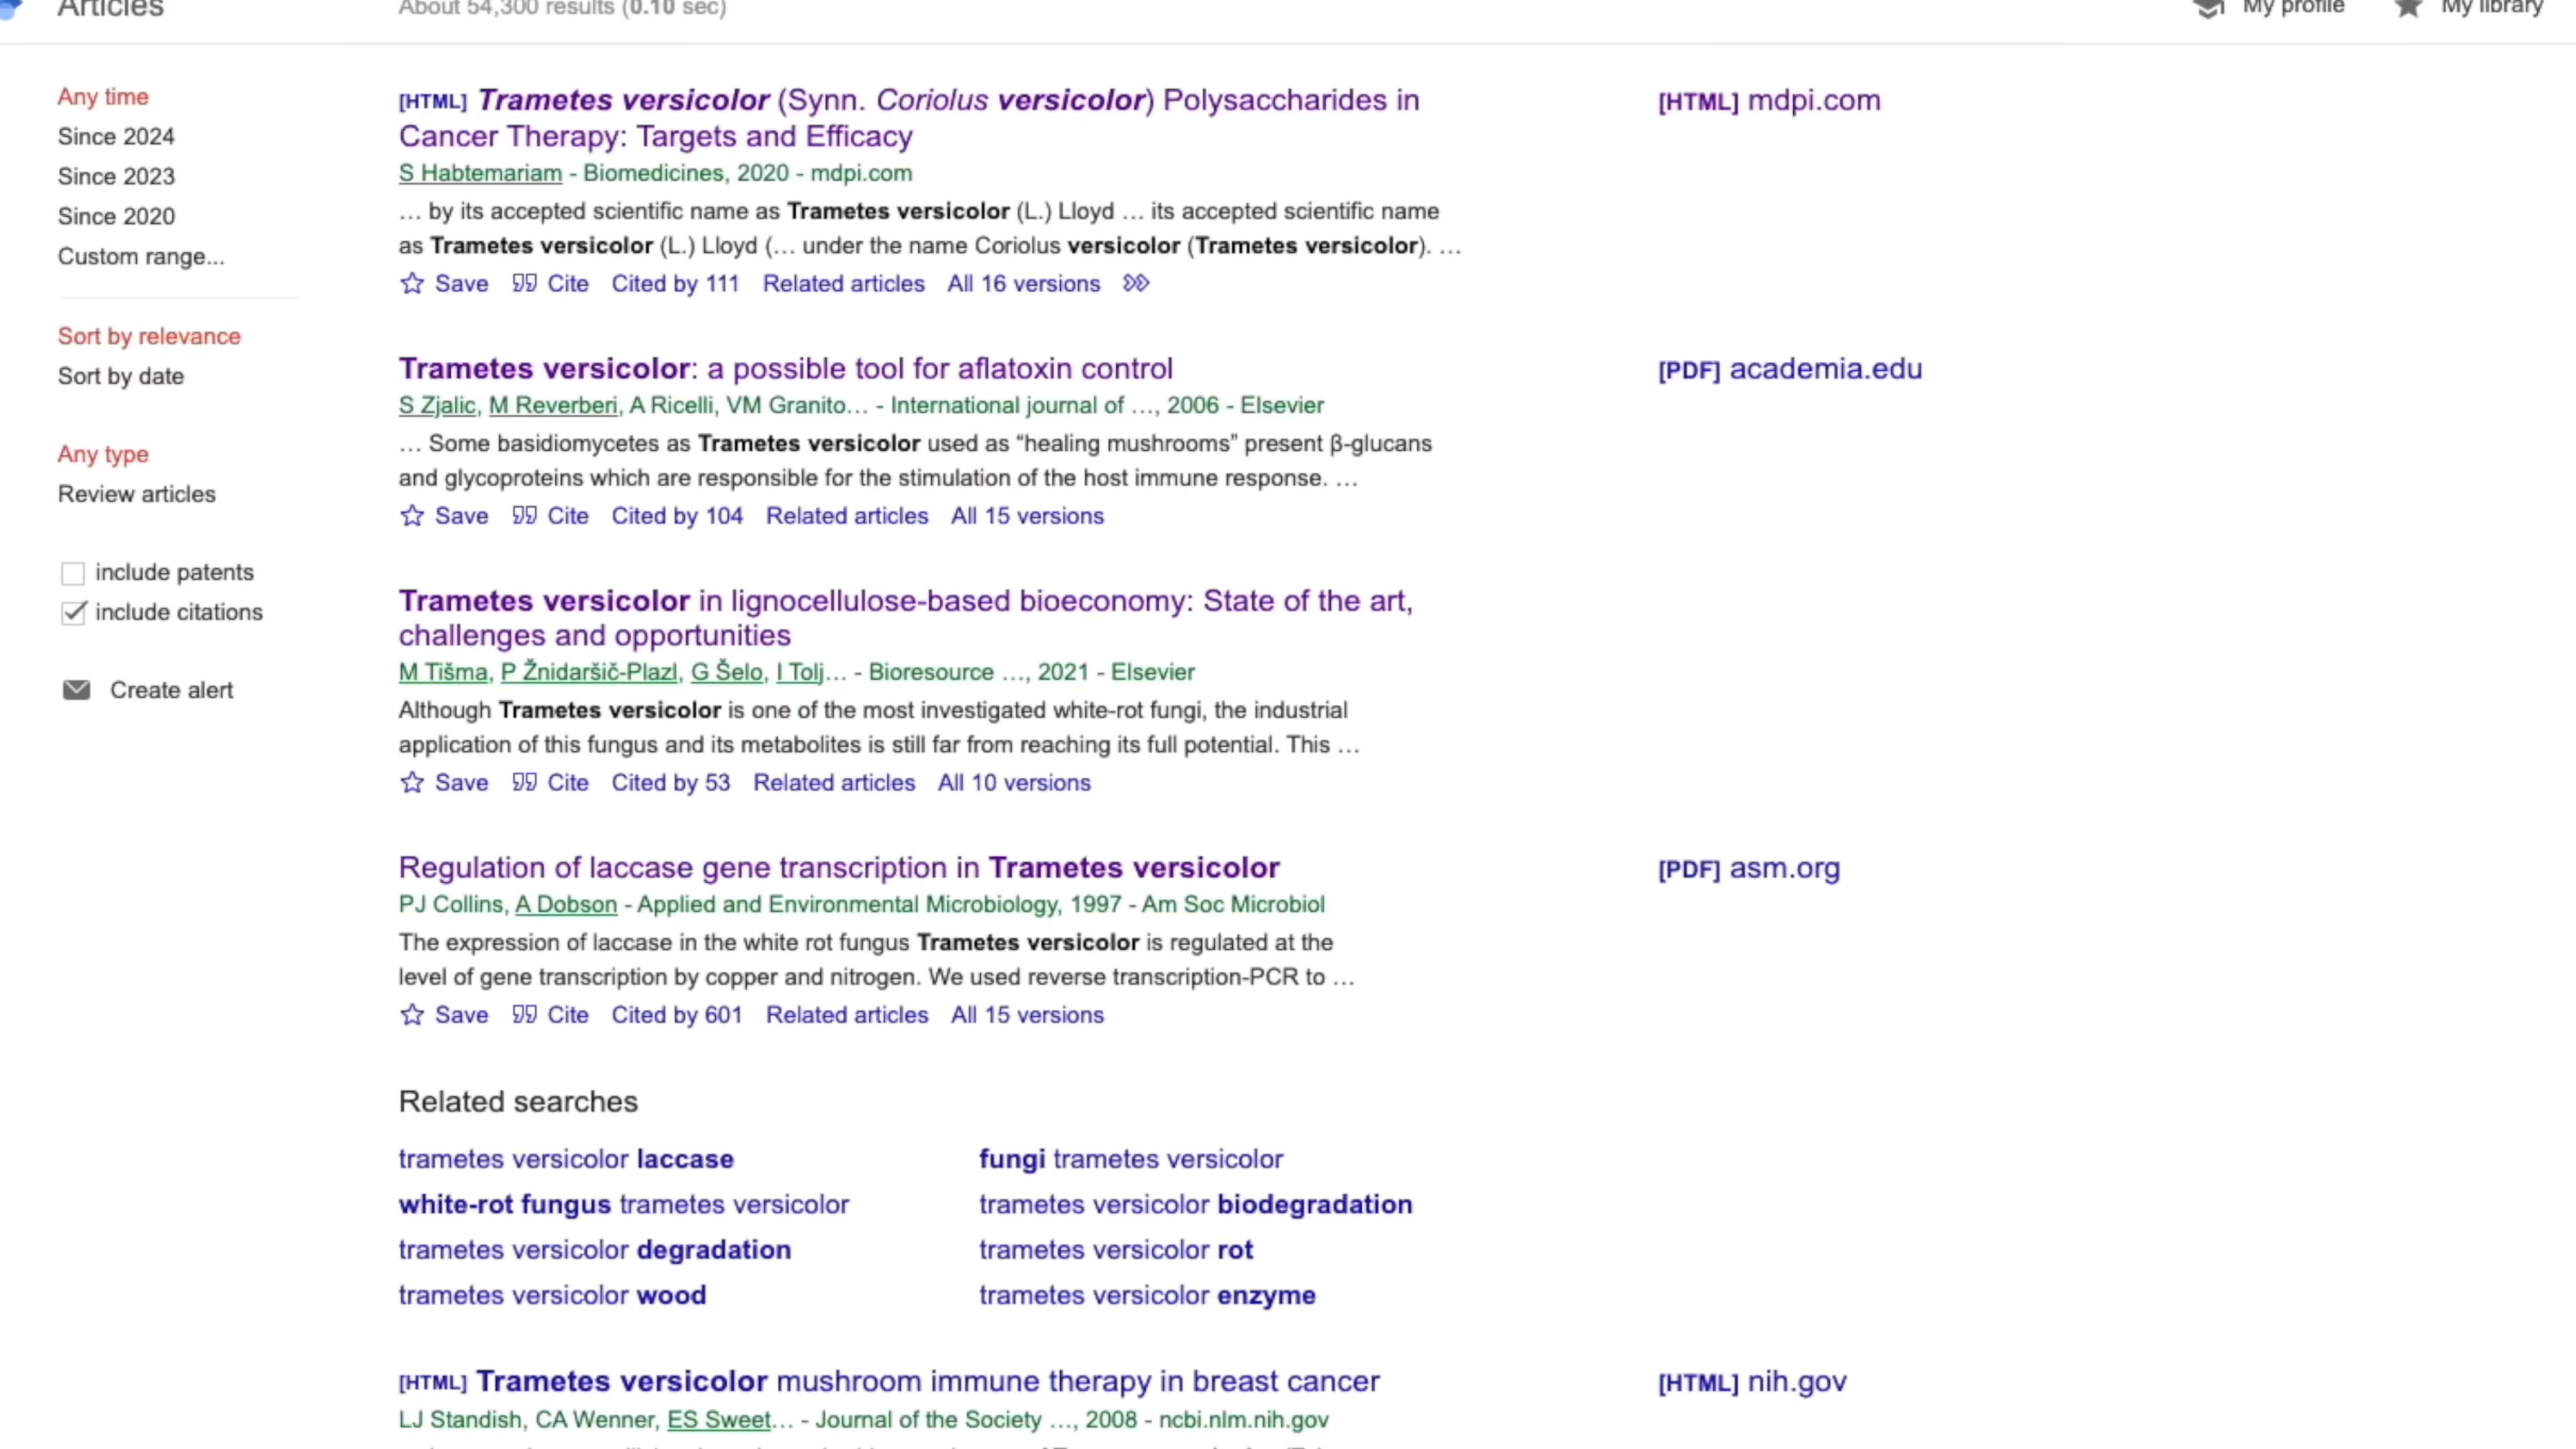 Articles
About 54,300 results (0.10 sec)
My profile
My library
Any time
Since 2024
Since 2023
Since 2020
Custom range...
Sort by relevance
Sort by date
Any type
Review articles
include patents
include citations
Create alert
[HTML] Trametes versicolor (Synn. Coriolus versicolor) Polysaccharides in
Cancer Therapy: Targets and Efficacy
[HTML] mdpi.com
S Habtemariam - Biomedicines, 2020 - mdpi.com
… by its accepted scientific name as Trametes versicolor (L.) Lloyd … its accepted scientific name
as Trametes versicolor (L.) Lloyd (… under the name Coriolus versicolor (Trametes versicolor). …
Save Cite Cited by 111 Related articles All 16 versions
Trametes versicolor: a possible tool for aflatoxin control
[PDF] academia.edu
S Zjalic, M Reverberi, A Ricelli, VM Granito… - International journal of …, 2006 - Elsevier
… Some basidiomycetes as Trametes versicolor used as “healing mushrooms” present β-glucans
and glycoproteins which are responsible for the stimulation of the host immune response. …
Save Cite Cited by 104 Related articles All 15 versions
Trametes versicolor in lignocellulose-based bioeconomy: State of the art,
challenges and opportunities
M Tišma, P Žnidaršič-Plazl, G Šelo, I Tolj… - Bioresource …, 2021 - Elsevier
Although Trametes versicolor is one of the most investigated white-rot fungi, the industrial
application of this fungus and its metabolites is still far from reaching its full potential. This …
Save Cite Cited by 53 Related articles All 10 versions
Regulation of laccase gene transcription in Trametes versicolor
[PDF] asm.org
PJ Collins, A Dobson - Applied and Environmental Microbiology, 1997 - Am Soc Microbiol
The expression of laccase in the white rot fungus Trametes versicolor is regulated at the
level of gene transcription by copper and nitrogen. We used reverse transcription-PCR to …
Save Cite Cited by 601 Related articles All 15 versions
Related searches
trametes versicolor laccase
fungi trametes versicolor
white-rot fungus trametes versicolor
trametes versicolor biodegradation
trametes versicolor degradation
trametes versicolor rot
trametes versicolor wood
trametes versicolor enzyme
[HTML] Trametes versicolor mushroom immune therapy in breast cancer
[HTML] nih.gov
LJ Standish, CA Wenner, ES Sweet… - Journal of the Society …, 2008 - ncbi.nlm.nih.gov